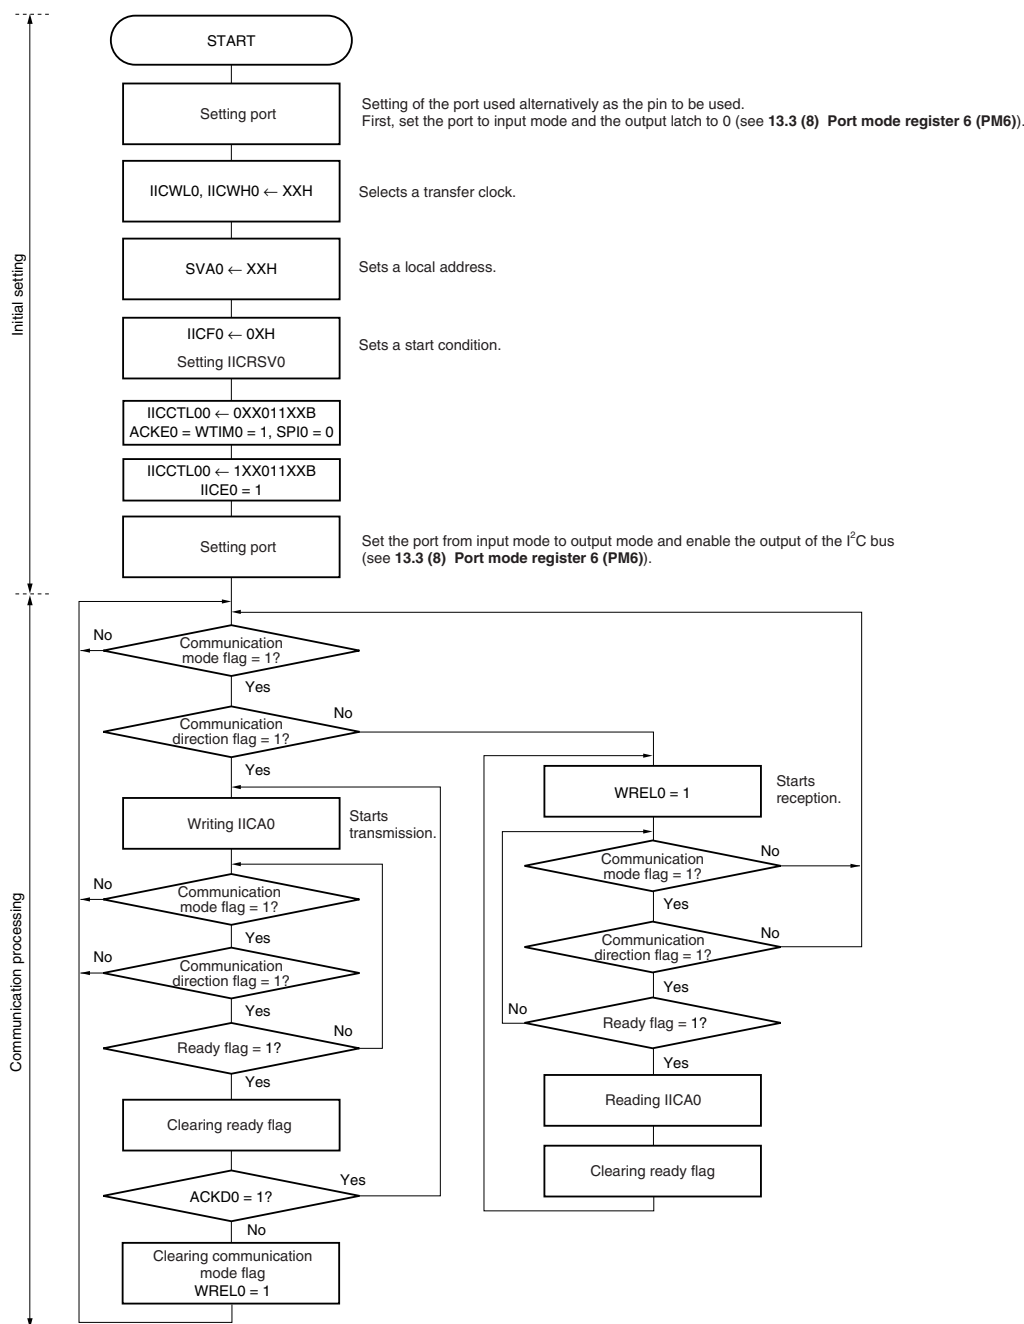 START
Setting port
Setting of the port used alternatively as the pin to be used.
First, set the port to input mode and the output latch to 0 (see 13.3 (8) Port mode register 6 (PM6)).
IICWL0, IICWH0 ← XXH
Selects a transfer clock.
SVA0 ← XXH
Sets a local address.
IICF0 ← 0XH
Setting IICRSV0
Sets a start condition.
IICCTL00 ← 0XX011XXB
ACKE0 = WTIM0 = 1, SPI0 = 0
IICCTL00 ← 1XX011XXB
IICE0 = 1
Setting port
Set the port from input mode to output mode and enable the output of the I²C bus
(see 13.3 (8) Port mode register 6 (PM6)).
Initial setting
Communication processing
No
Communication
mode flag = 1?
Yes
No
Communication
direction flag = 1?
Yes
Writing IICA0
Starts
transmission.
No
Communication
mode flag = 1?
Yes
No
Communication
direction flag = 1?
Yes
No
Ready flag = 1?
Yes
Clearing ready flag
Yes
ACKD0 = 1?
No
Clearing communication
mode flag
WREL0 = 1
WREL0 = 1
Starts
reception.
No
Communication
mode flag = 1?
Yes
No
Communication
direction flag = 1?
Yes
No
Ready flag = 1?
Yes
Reading IICA0
Clearing ready flag